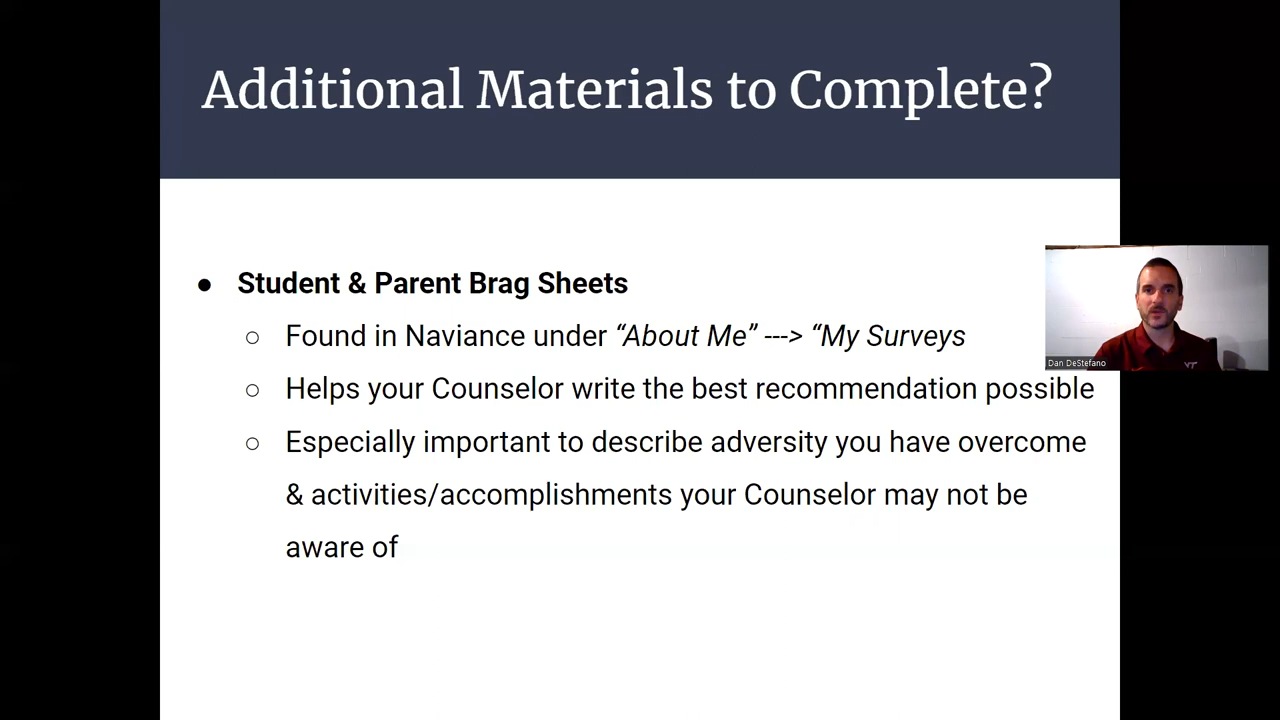 Additional Materials to Complete?
● Student & Parent Brag Sheets
○ Found in Naviance under “About Me” ---> “My Surveys
○ Helps your Counselor write the best recommendation possible
○ Especially important to describe adversity you have overcome
& activities/accomplishments your Counselor may not be
aware of
Dan DeStefano
VT